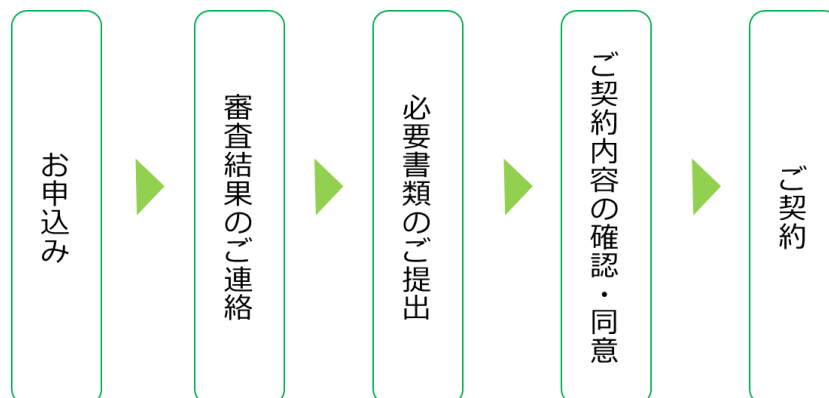 お申込み
審査結果のご連絡
必要書類のご提出
ご契約内容の確認・同意
ご契約